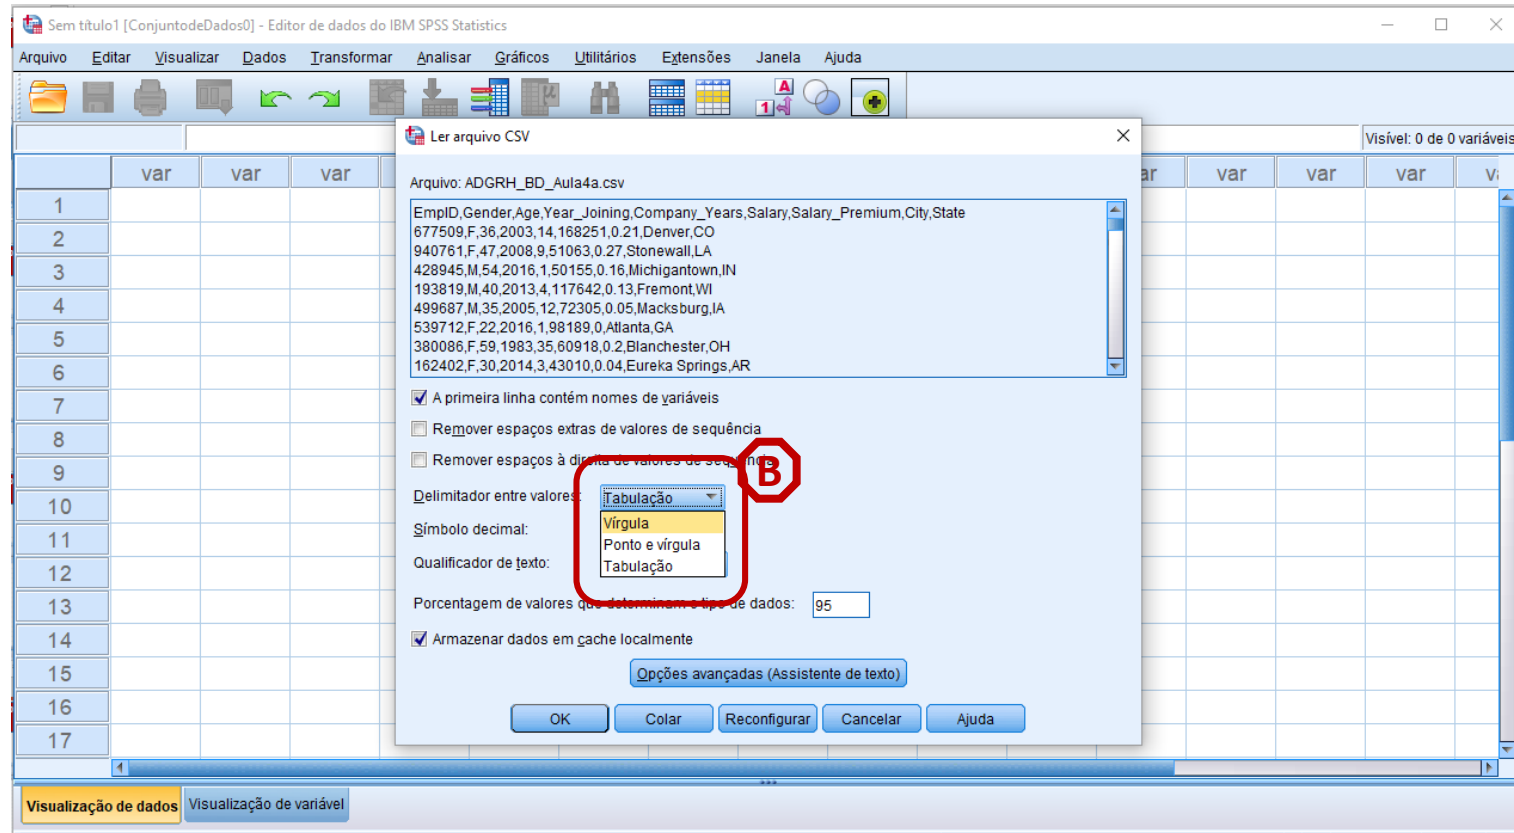 Sem título1 [ConjuntodeDados0] - Editor de dados do IBM SPSS Statistics
Arquivo Editar Visualizar Dados Transformar Analisar Gráficos Utilitários Extensões Janela Ajuda
A
1
µ
Ler arquivo CSV
Visível: 0 de 0 variáveis
var var var var var var var
Arquivo: ADGRH_BD_Aula4a.csv
EmpID,Gender,Age,Year_Joining,Company_Years,Salary,Salary_Premium,City,State
677509,F,36,2003,14,168251,0.21,Denver,CO
940761,F,47,2008,9,51063,0.27,Stonewall,LA
428945,M,54,2016,1,50155,0.16,Michigantown,IN
193819,M,40,2013,4,117642,0.13,Fremont,WI
499687,M,35,2005,12,72305,0.05,Macksburg,IA
539712,F,22,2016,1,98189,0,Atlanta,GA
380086,F,59,1983,35,60918,0.2,Blanchester,OH
162402,F,30,2014,3,43010,0.04,Eureka Springs,AR
A primeira linha contém nomes de variáveis
Remover espaços extras de valores de sequência
Remover espaços à direita de valores de sequência
B
Delimitador entre valores: Tabulação
Vírgula
Símbolo decimal:
Ponto e vírgula
Qualificador de texto:
Tabulação
Porcentagem de valores que determinam o tipo de dados: 95
Armazenar dados em cache localmente
Opções avançadas (Assistente de texto)
OK Colar Reconfigurar Cancelar Ajuda
1
2
3
4
5
6
7
8
9
10
11
12
13
14
15
16
17
Visualização de dados Visualização de variável